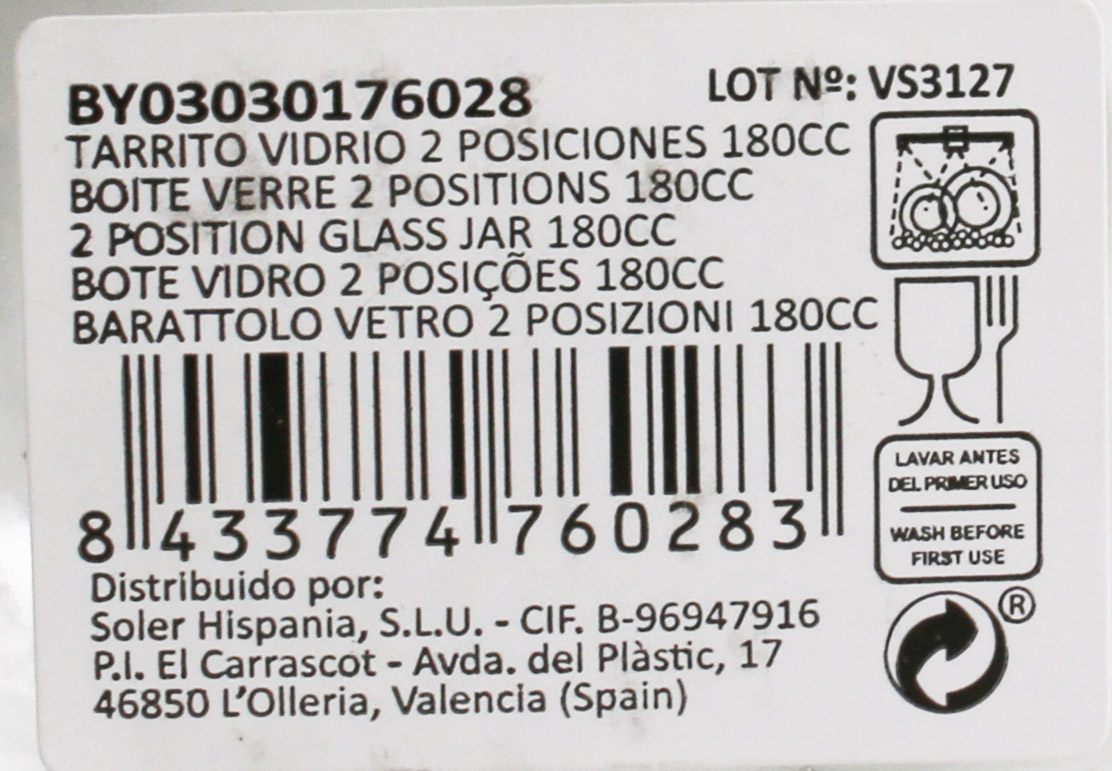 BY03030176028
LOT Nº: VS3127
TARRITO VIDRIO 2 POSICIONES 180CC
BOITE VERRE 2 POSITIONS 180CC
2 POSITION GLASS JAR 180CC
BOTE VIDRO 2 POSIÇÕES 180CC
BARATTOLO VETRO 2 POSIZIONI 180CC
8 433774 760283
LAVAR ANTES
DEL PRIMER USO
WASH BEFORE
FIRST USE
®
Distribuido por:
Soler Hispania, S.L.U. - CIF. B-96947916
P.I. El Carrascot - Avda. del Plàstic, 17
46850 L'Olleria, Valencia (Spain)